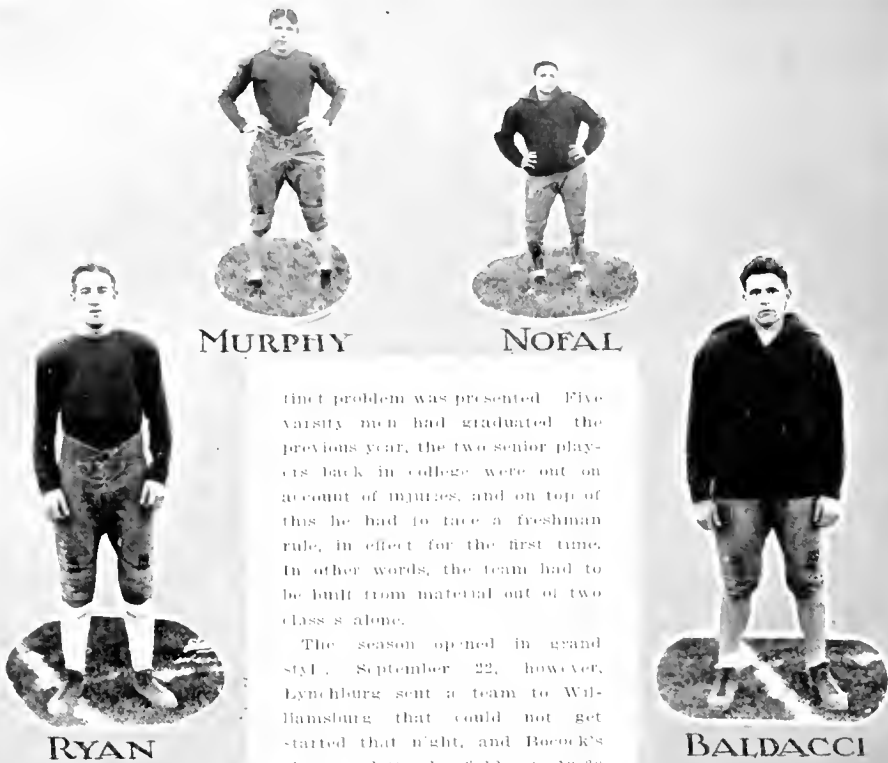 MURPHY
NOFAL
RYAN
BALDACCI
tinct problem was presented. Five
varsity men had graduated the
previous year, the two senior play-
ers back in college were out on
account of injuries, and on top of
this he had to face a freshman
rule, in effect for the first time.
In other words, the team had to
be built from material out of two
class s alone.
The season opened in grand
styl . September 22, however,
Lynchburg sent a team to Wil-
liamsburg that could not get
started that night, and Bocock's